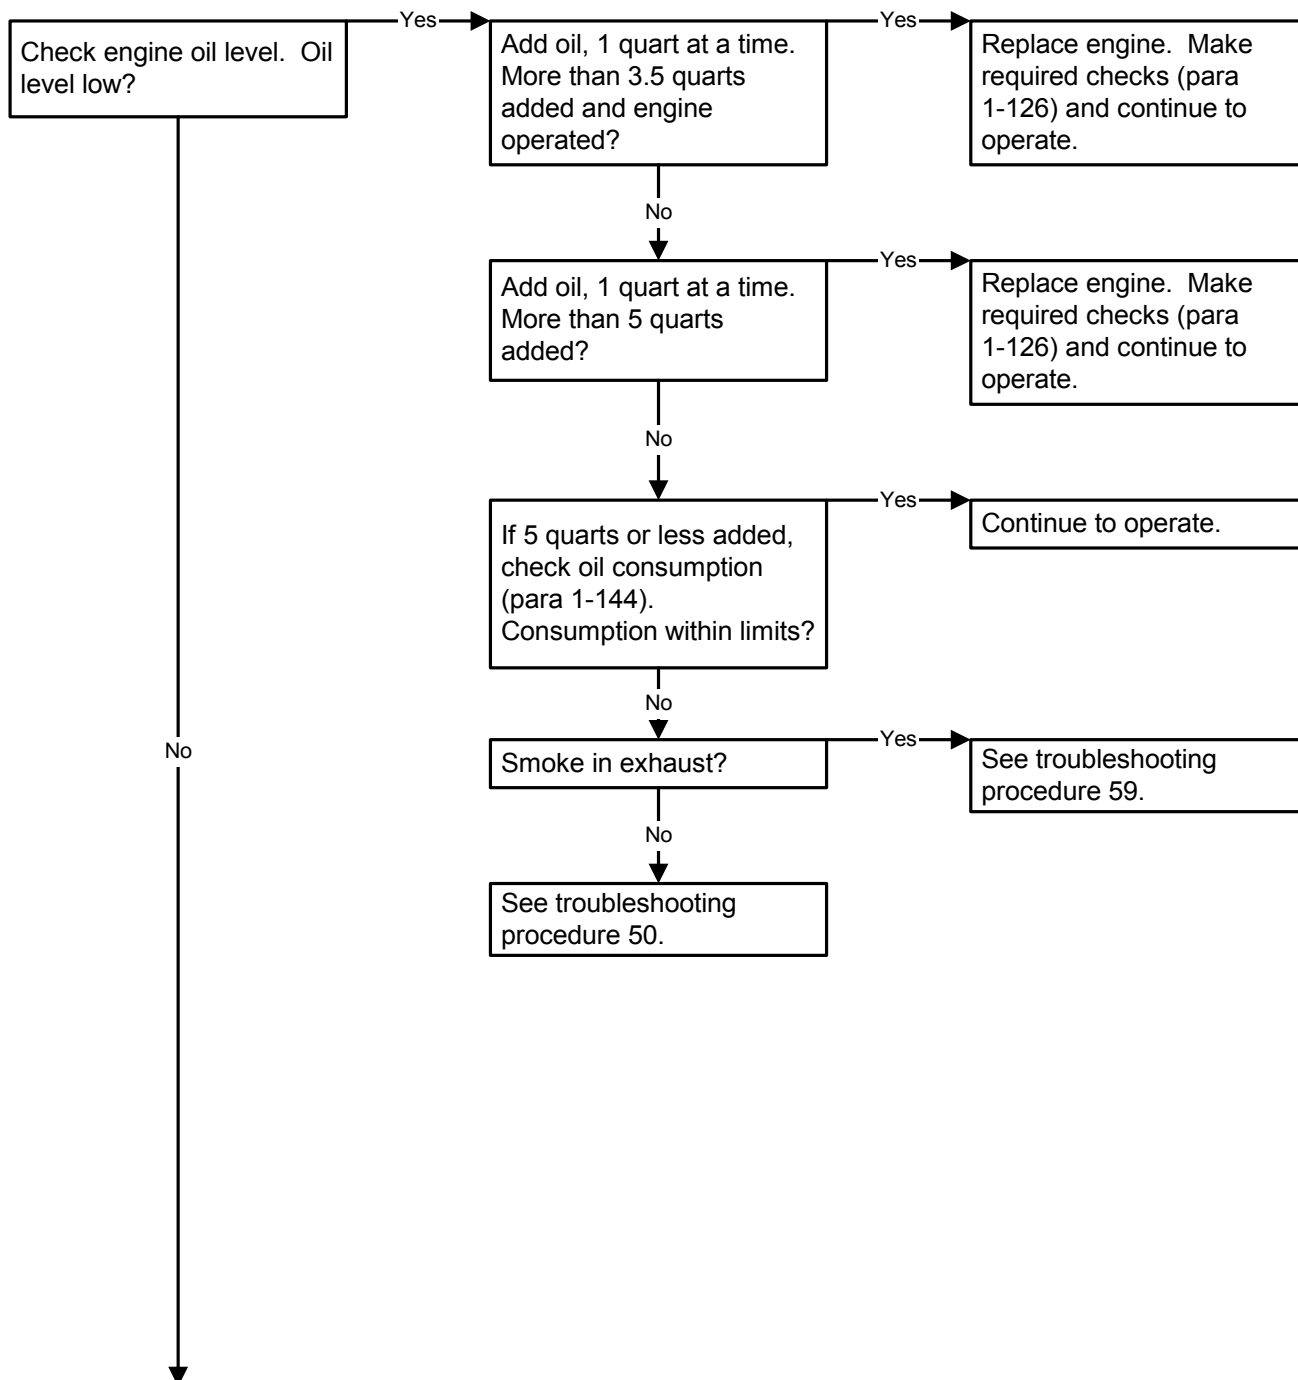 Check engine oil level.  Oil
level low?
Yes
Add oil, 1 quart at a time.
More than 3.5 quarts
added and engine
operated?
Yes
Replace engine.  Make
required checks (para
1-126) and continue to
operate.
No
Add oil, 1 quart at a time.
More than 5 quarts
added?
Yes
Replace engine.  Make
required checks (para
1-126) and continue to
operate.
No
If 5 quarts or less added,
check oil consumption
(para 1-144).
Consumption within limits?
Yes
Continue to operate.
No
Smoke in exhaust?
Yes
See troubleshooting
procedure 59.
No
See troubleshooting
procedure 50.
No